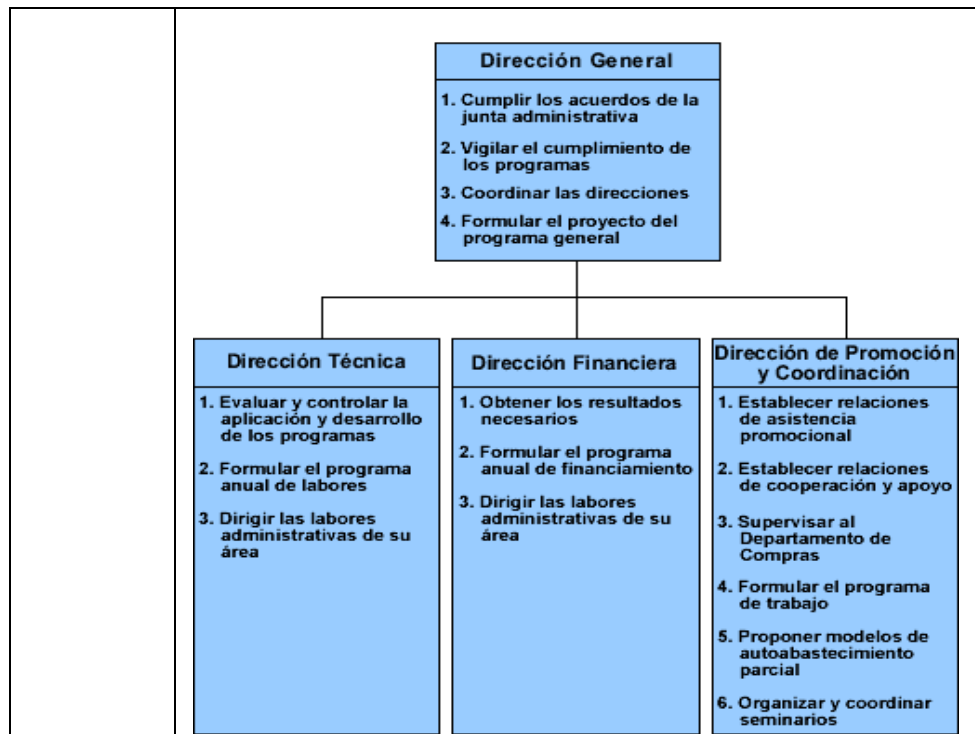 Dirección General
1. Cumplir los acuerdos de la
junta administrativa
2. Vigilar el cumplimiento de
los programas
3. Coordinar las direcciones
4. Formular el proyecto del
programa general
Dirección Técnica
1. Evaluar y controlar la
aplicación y desarrollo
de los programas
2. Formular el programa
anual de labores
3. Dirigir las labores
administrativas de su
área
Dirección Financiera
1. Obtener los resultados
necesarios
2. Formular el programa
anual de financiamiento
3. Dirigir las labores
administrativas de su
área
Dirección de Promoción
y Coordinación
1. Establecer relaciones
de asistencia
promocional
2. Establecer relaciones
de cooperación y apoyo
3. Supervisar al
Departamento de
Compras
4. Formular el programa
de trabajo
5. Proponer modelos de
autoabastecimiento
parcial
6. Organizar y coordinar
seminarios